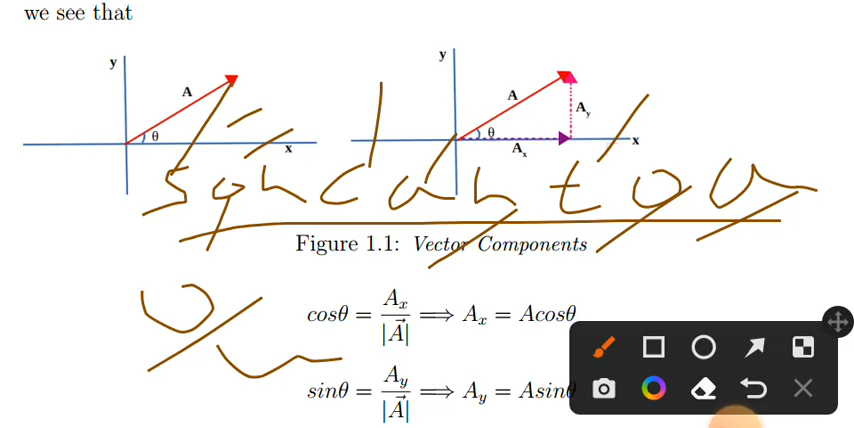 we see that
y y
A A
θ θ A_y
x A_x x
Figure 1.1: Vector Components
cosθ = A_x / |A⃗| ⟹ A_x = Acosθ
sinθ = A_y / |A⃗| ⟹ A_y = Asinθ